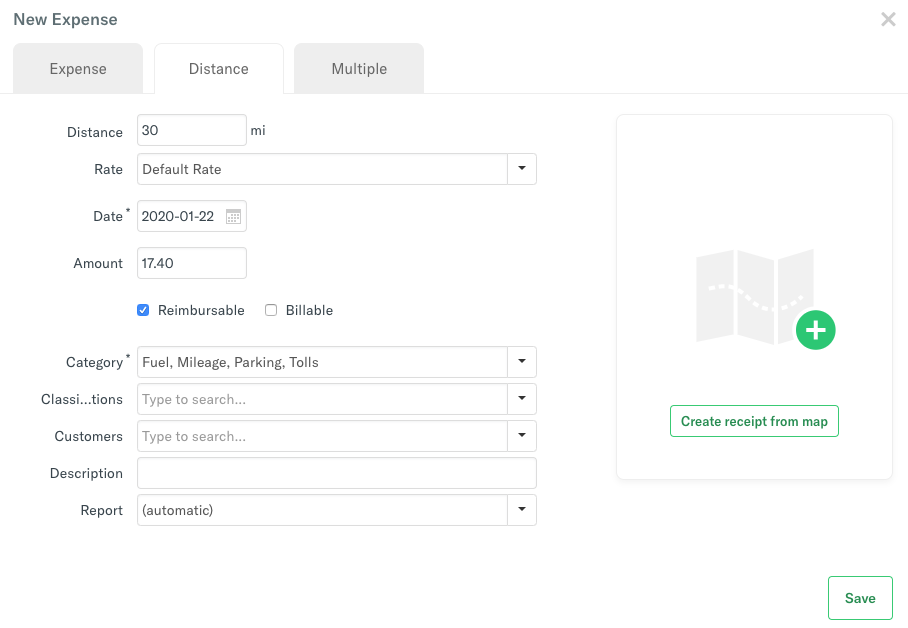 New Expense
Expense Distance Multiple
Distance 30 mi
Rate Default Rate
Date * 2020-01-22
Amount 17.40
Reimbursable Billable
Category * Fuel, Mileage, Parking, Tolls
Classi...tions Type to search...
Customers Type to search...
Description
Report (automatic)
Create receipt from map
Save